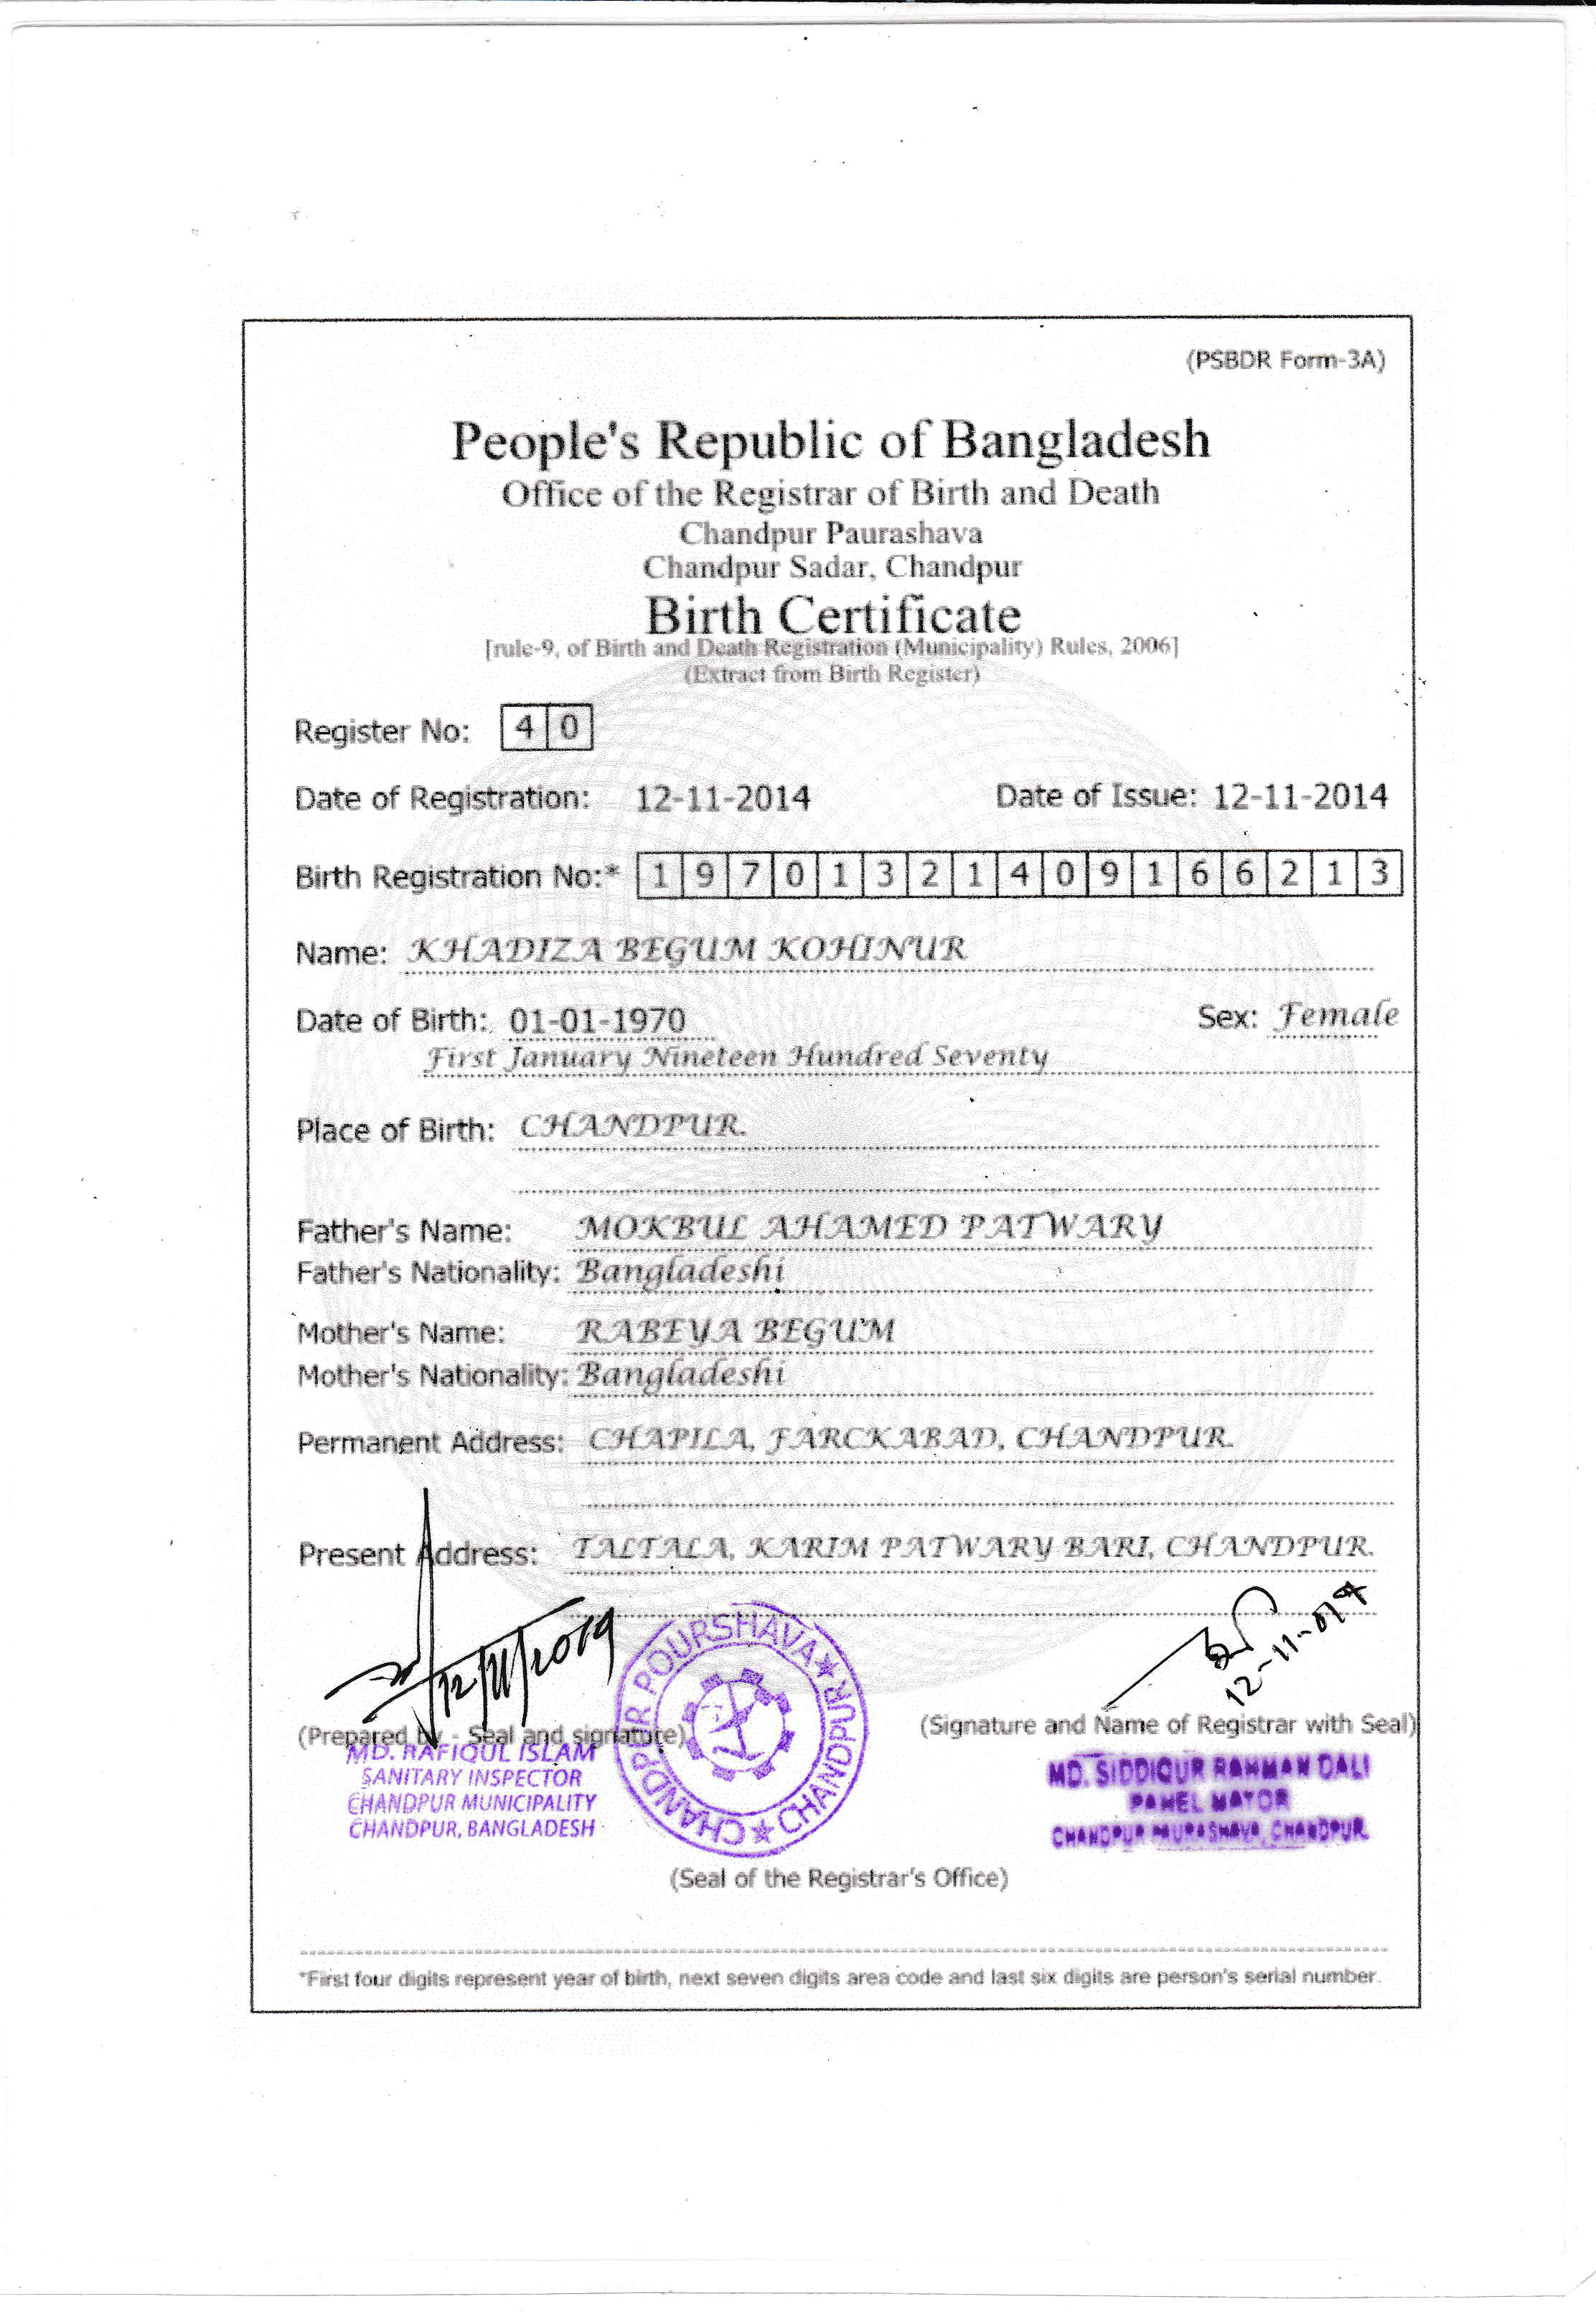 (PSBDR Form-3A)
People's Republic of Bangladesh
Office of the Registrar of Birth and Death
Chandpur Paurashava
Chandpur Sadar, Chandpur
Birth Certificate
[rule-9, of Birth and Death Registration (Municipality) Rules, 2006]
(Extract from Birth Register)
Register No: 4 0
Date of Registration: 12-11-2014 Date of Issue: 12-11-2014
Birth Registration No:* 1 9 7 0 1 3 2 1 4 0 9 1 6 6 2 1 3
Name: KHADIZA BEGUM KOHINUR
Date of Birth: 01-01-1970 Sex: Female
First January Nineteen Hundred Seventy
Place of Birth: CHANDPUR.
Father's Name: MOKBUL AHAMED PATWARY
Father's Nationality: Bangladeshi
Mother's Name: RABEYA BEGUM
Mother's Nationality: Bangladeshi
Permanent Address: CHAPILA, FARCKABAD, CHANDPUR.
Present Address: TALTALA, KARIM PATWARY BARI, CHANDPUR.
12/11/2014
12-11-014
CHANDPUR POURSHAVA ★ CHANDPUR ★
(Prepared by - Seal and signature) (Signature and Name of Registrar with Seal)
MD. RAFIQUL ISLAM
SANITARY INSPECTOR
CHANDPUR MUNICIPALITY
CHANDPUR, BANGLADESH
MD. SIDDIQUR RAHMAN DALI
PANEL MAYOR
CHANDPUR PAURASHAVA, CHANDPUR.
(Seal of the Registrar's Office)
*First four digits represent year of birth, next seven digits area code and last six digits are person's serial number.